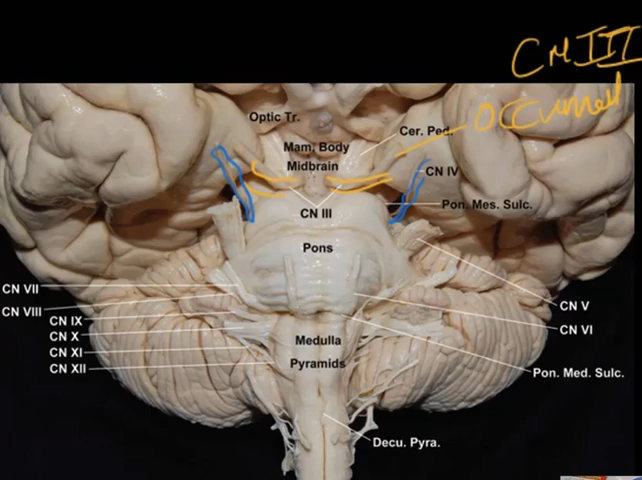 CN III
occumel
Optic Tr.
Cer. Ped.
Mam. Body
Midbrain
CN IV
Pon. Mes. Sulc.
CN III
Pons
CN VII
CN VIII
CN IX
CN X
CN XI
CN XII
CN V
CN VI
Medulla
Pyramids
Pon. Med. Sulc.
Decu. Pyra.